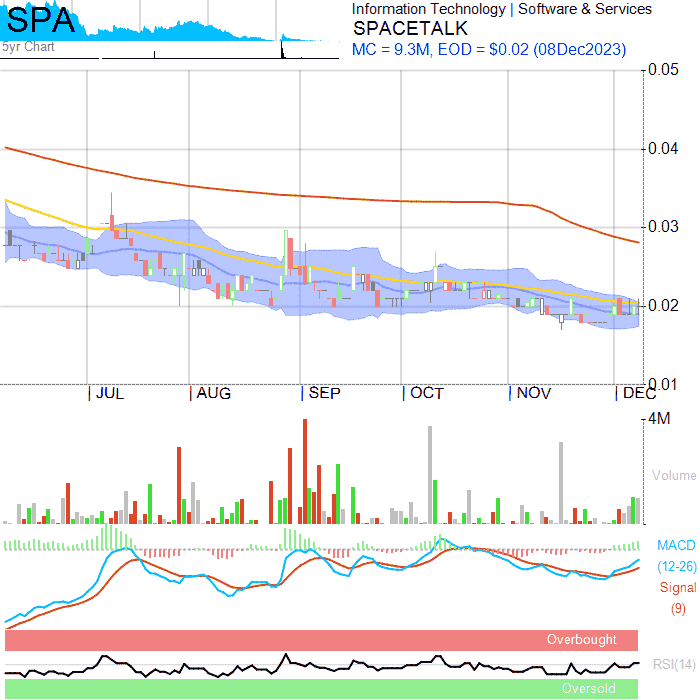 SPA
5yr Chart
Information Technology | Software & Services
SPACETALK
MC = 9.3M, EOD = $0.02 (08Dec2023)
0.05
0.04
0.03
0.02
0.01
JUL
AUG
SEP
OCT
NOV
DEC
4M
Volume
MACD
(12-26)
Signal
(9)
Overbought
RSI(14)
Oversold